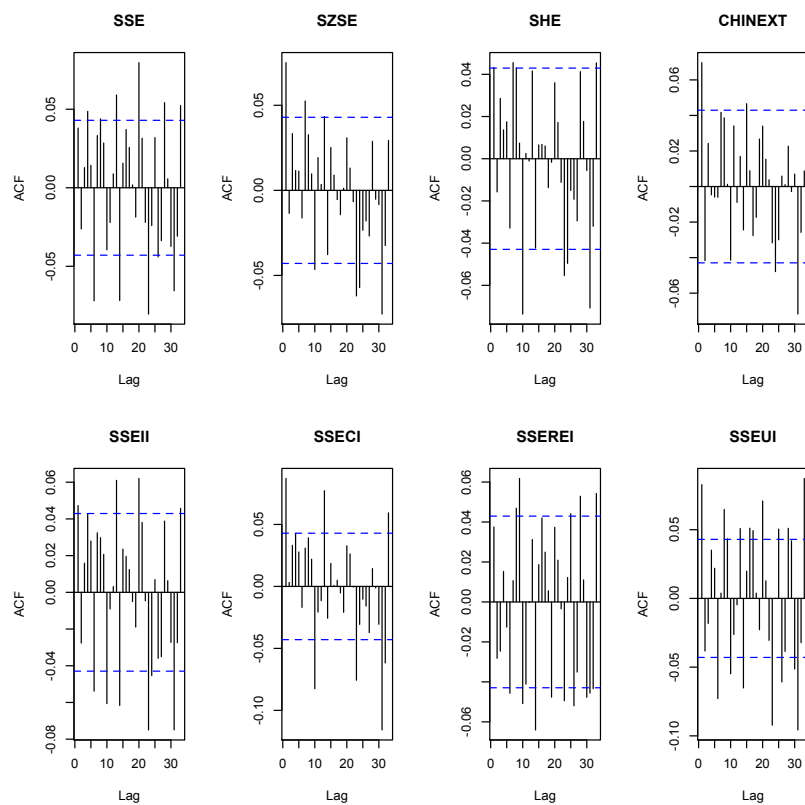 SSE
SZSE
SHE
CHINEXT
ACF
-0.05
0.00
0.05
0
10
20
30
Lag
ACF
-0.05
0.00
0.05
0
10
20
30
Lag
ACF
-0.06
-0.04
-0.02
0.00
0.02
0.04
0
10
20
30
Lag
ACF
-0.06
-0.02
0.02
0.06
0
10
20
30
Lag
SSEII
SSECI
SSEREI
SSEUI
ACF
-0.08
-0.04
0.00
0.02
0.04
0.06
0
10
20
30
Lag
ACF
-0.10
-0.05
0.00
0.05
0
10
20
30
Lag
ACF
-0.06
-0.02
0.00
0.02
0.04
0.06
0
10
20
30
Lag
ACF
-0.10
-0.05
0.00
0.05
0
10
20
30
Lag